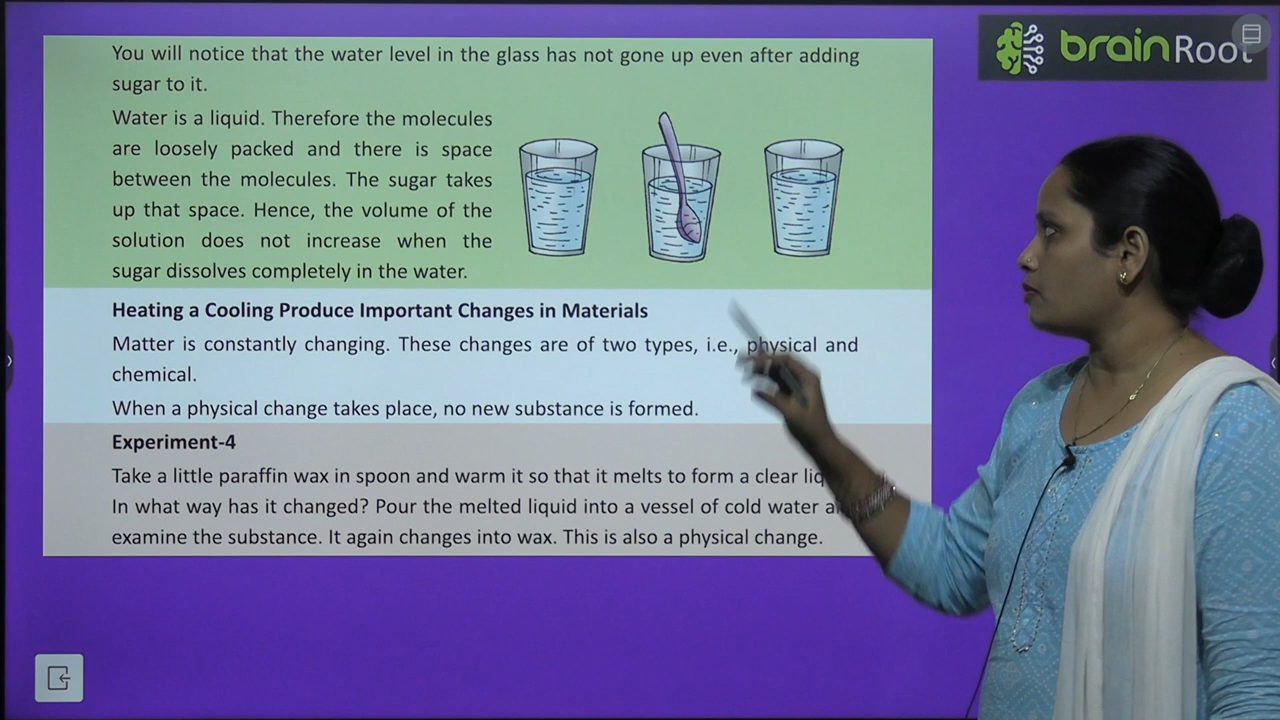 brainRoot
You will notice that the water level in the glass has not gone up even after adding
sugar to it.
Water is a liquid. Therefore the molecules
are loosely packed and there is space
between the molecules. The sugar takes
up that space. Hence, the volume of the
solution does not increase when the
sugar dissolves completely in the water.
Heating a Cooling Produce Important Changes in Materials
Matter is constantly changing. These changes are of two types, i.e., physical and
chemical.
When a physical change takes place, no new substance is formed.
Experiment-4
Take a little paraffin wax in spoon and warm it so that it melts to form a clear
In what way has it changed? Pour the melted liquid into a vessel of cold water
examine the substance. It again changes into wax. This is also a physical change.